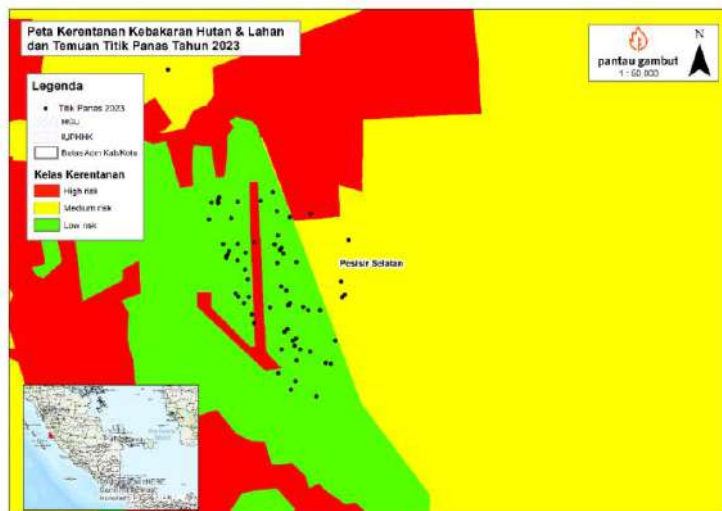 Peta Kerentanan Kebakaran Hutan & Lahan
dan Temuan Titik Panas Tahun 2023
pantau gambut
1 : 60,000
N
Legenda
Titik Panas 2023
HGU
IUPHHK
Batas Adm Kab/Kota
Kelas Kerentanan
High risk
Medium risk
Low risk
Pesisir Selatan